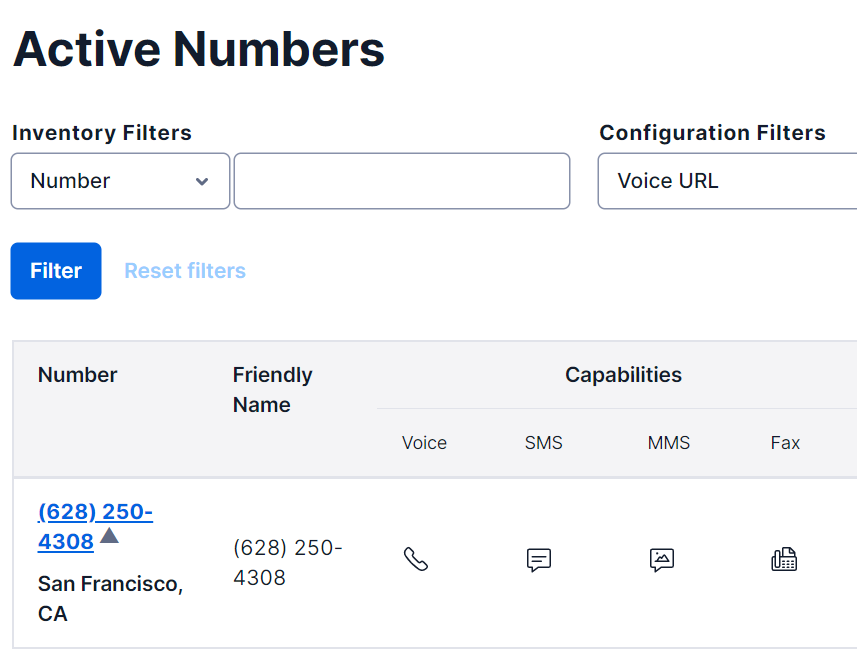 Active Numbers
Inventory Filters
Configuration Filters
Number
Voice URL
Filter
Reset filters
Number
Friendly
Name
Capabilities
Voice
SMS
MMS
Fax
(628) 250-
4308
San Francisco,
CA
(628) 250-
4308